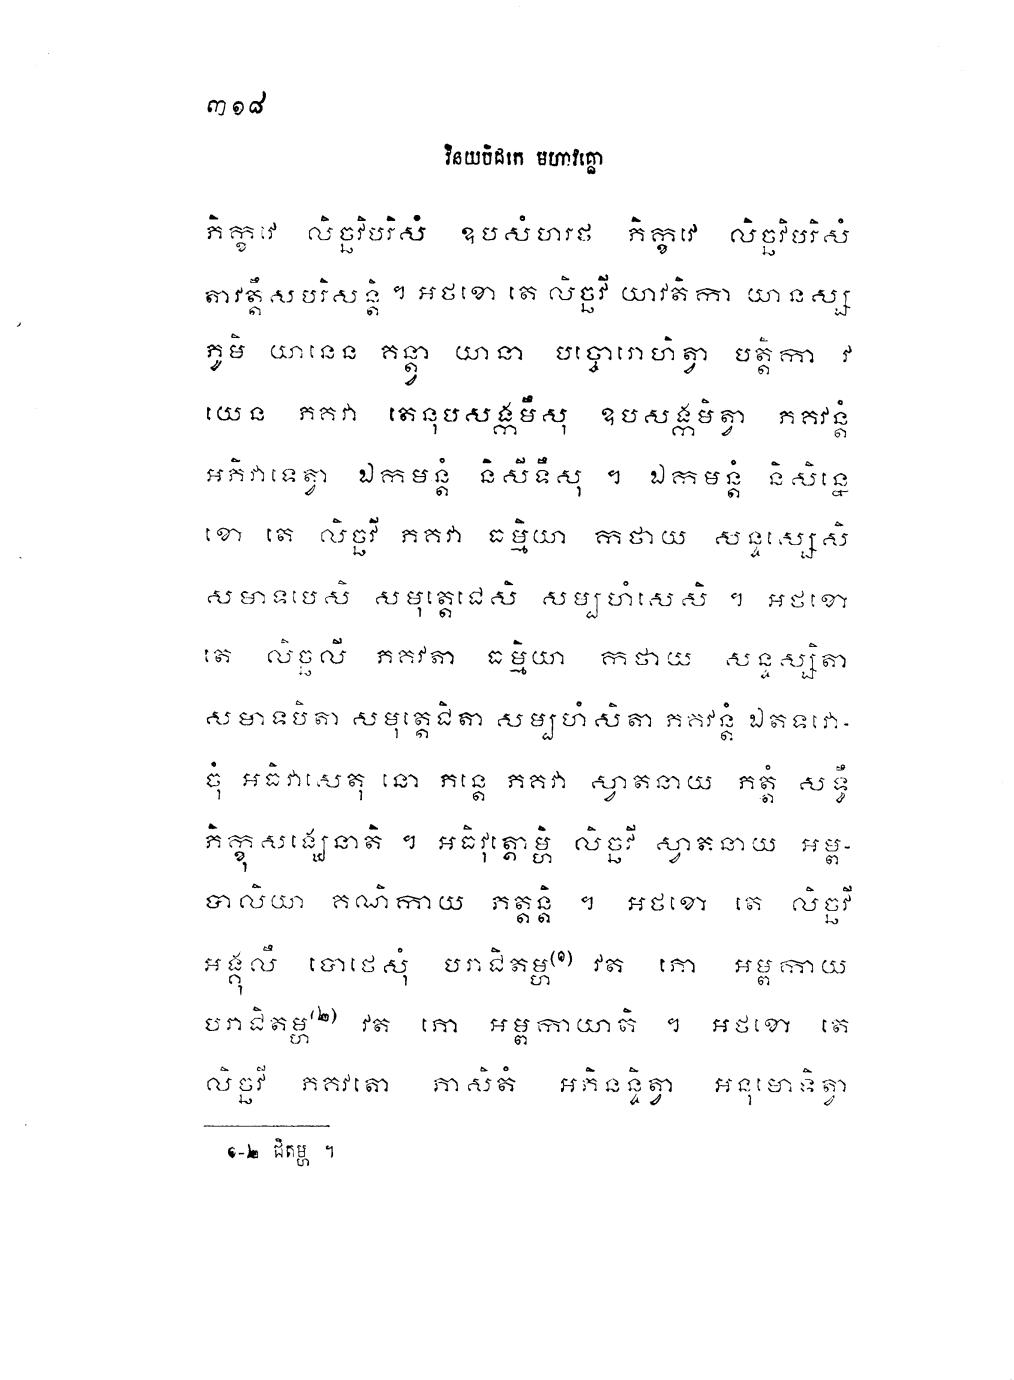 ៣១៨
វិនយបិដកេ មហាវគ្គោ
ភិក្ខវេ លិច្ឆវិបរិសំ ឧបសំហរថ ភិក្ខវេ លិច្ឆវិបរិសំ
តាវត្តឹសបរិសន្តិ ។ អថខោ តេ លិច្ឆវី យាវតិកា យានស្ស
ភូមិ យានេន គន្ត្វា យានា បច្ចោរោហិត្វា បត្តិកា វ
យេន ភគវា តេនុបសង្កមឹសុ ឧបសង្កមិត្វា ភគវន្តំ
អភិវាទេត្វា ឯកមន្តំ និសីទឹសុ ។ ឯកមន្តំ និសិន្នេ
ខោ តេ លិច្ឆវី ភគវា ធម្មិយា កថាយ សន្ទស្សេសិ
សមាទបេសិ សមុត្តេជេសិ សម្បហំសេសិ ។ អថខោ
តេ លិច្ឆលី ភគវតា ធម្មិយា កថាយ សន្ទស្សិតា
សមាទបិតា សមុត្តេជិតា សម្បហំសិតា ភគវន្តំ ឯតទវោ-
ចុំ អធិវាសេតុ នោ ភន្តេ ភគវា ស្វាតនាយ ភត្តំ សទ្ធឹ
ភិក្ខុសង្ឃេនាតិ ។ អធិវុត្តោម្ហិ លិច្ឆវី ស្វាតនាយ អម្ព-
បាលិយា គណិកាយ ភត្តន្តិ ។ អថខោ តេ លិច្ឆវី
អង្គុលឹ បោថេសុំ បរាជិតម្ហ(១) វត ភោ អម្ពកាយ
បរាជិតម្ហ(២) វត ភោ អម្ពកាយាតិ ។ អថខោ តេ
លិច្ឆវី ភគវតោ ភាសិតំ អភិនន្ទិត្វា អនុមោទិត្វា
១-២ ជិតម្ហ ។